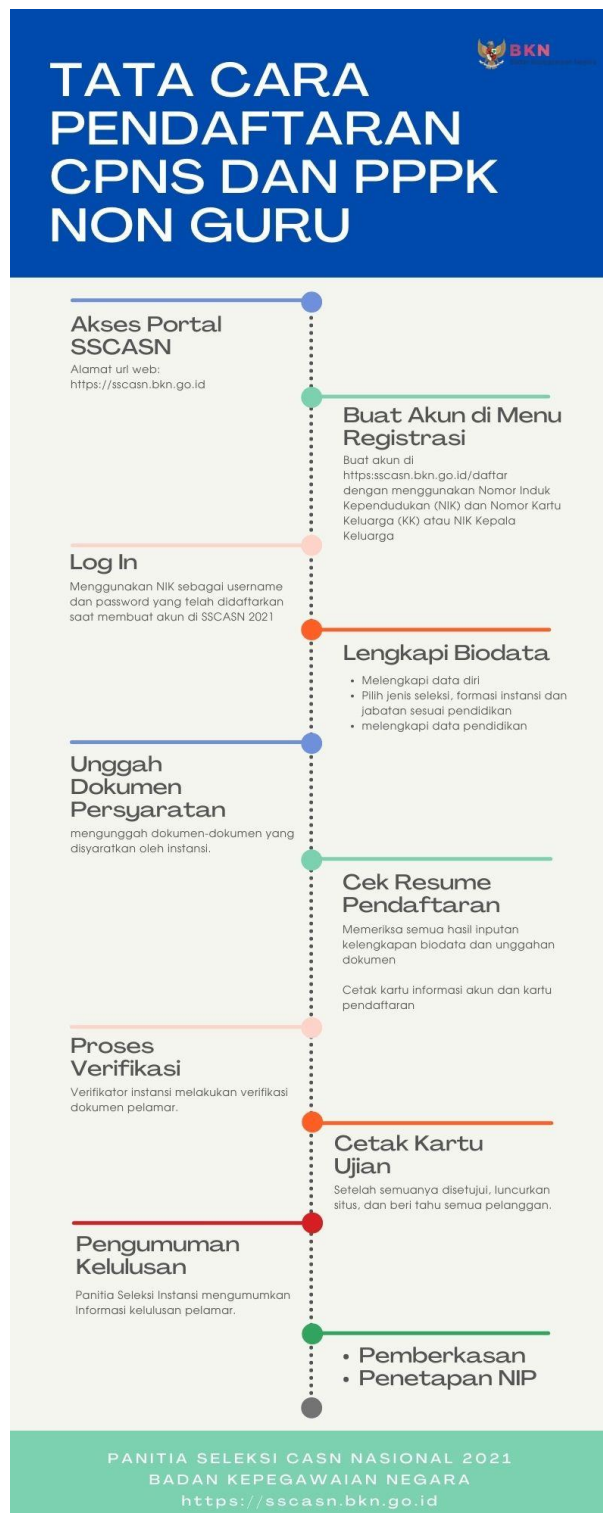 BKN
TATA CARA
PENDAFTARAN
CPNS DAN PPPK
NON GURU
Akses Portal
SSCASN
Alamat url web:
https://sscasn.bkn.go.id
Buat Akun di Menu
Registrasi
Buat akun di
https:sscasn.bkn.go.id/daftar
dengan menggunakan Nomor Induk
Kependudukan (NIK) dan Nomor Kartu
Keluarga (KK) atau NIK Kepala
Keluarga
Log In
Menggunakan NIK sebagai username
dan password yang telah didaftarkan
saat membuat akun di SSCASN 2021
Lengkapi Biodata
• Melengkapi data diri
• Pilih jenis seleksi, formasi instansi dan
jabatan sesuai pendidikan
• melengkapi data pendidikan
Unggah
Dokumen
Persyaratan
mengunggah dokumen-dokumen yang
disyaratkan oleh instansi.
Cek Resume
Pendaftaran
Memeriksa semua hasil inputan
kelengkapan biodata dan unggahan
dokumen
Cetak kartu informasi akun dan kartu
pendaftaran
Proses
Verifikasi
Verifikator instansi melakukan verifikasi
dokumen pelamar.
Cetak Kartu
Ujian
Setelah semuanya disetujui, luncurkan
situs, dan beri tahu semua pelanggan.
Pengumuman
Kelulusan
Panitia Seleksi Instansi mengumumkan
Informasi kelulusan pelamar.
• Pemberkasan
• Penetapan NIP
PANITIA SELEKSI CASN NASIONAL 2021
BADAN KEPEGAWAIAN NEGARA
https://sscasn.bkn.go.id